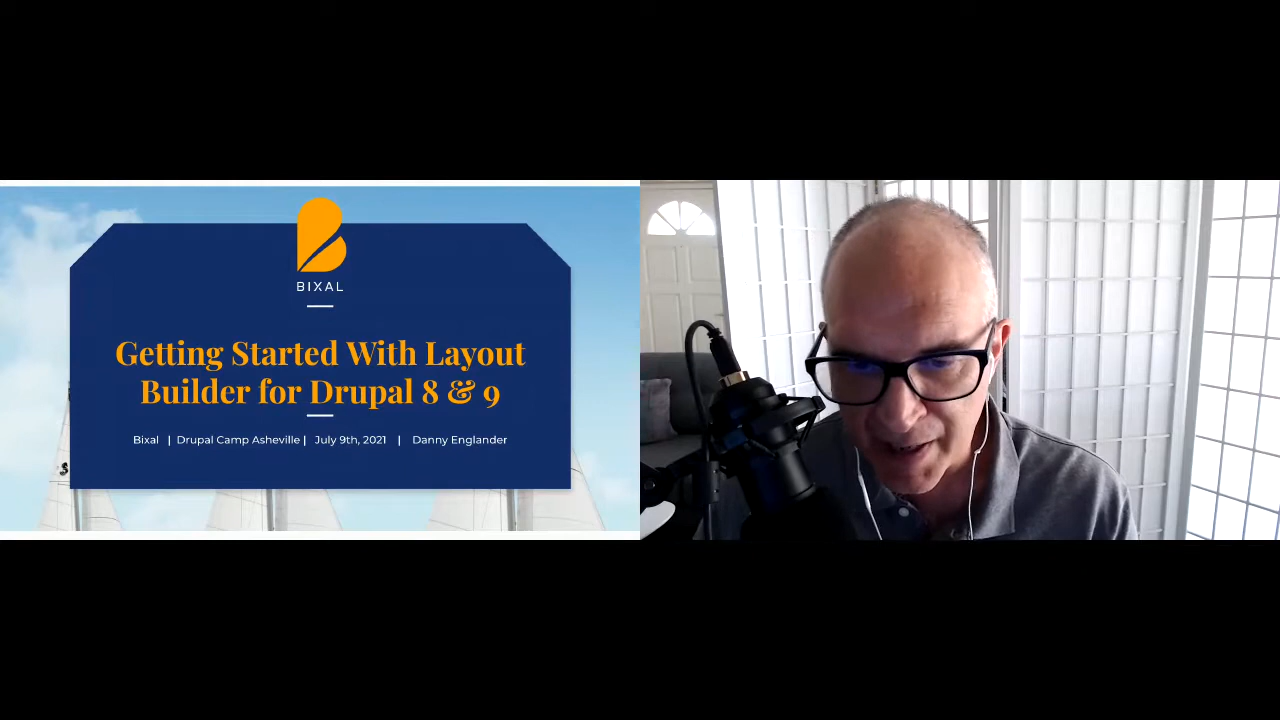 BIXAL
Getting Started With Layout
Builder for Drupal 8 & 9
Bixal | Drupal Camp Asheville | July 9th, 2021 | Danny Englander